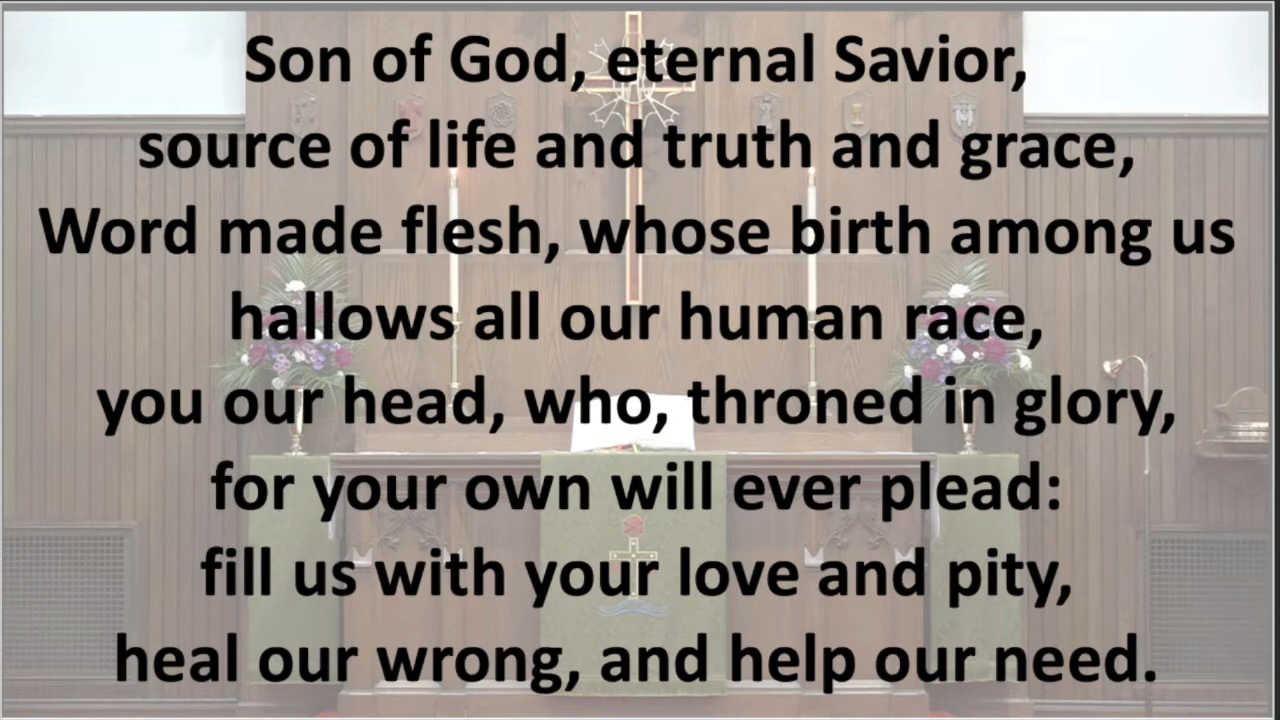 Son of God, eternal Savior,
source of life and truth and grace,
Word made flesh, whose birth among us
hallows all our human race,
you our head, who, throned in glory,
for your own will ever plead:
fill us with your love and pity,
heal our wrong, and help our need.